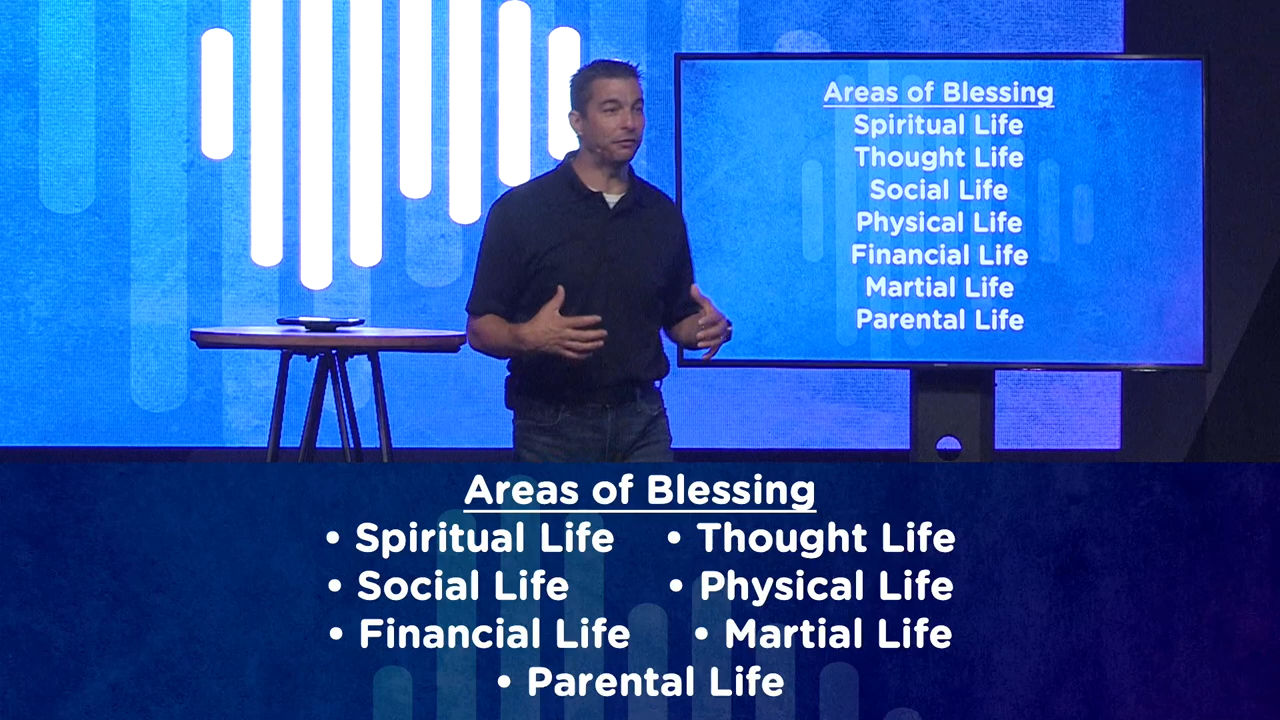 Areas of Blessing
Spiritual Life
Thought Life
Social Life
Physical Life
Financial Life
Martial Life
Parental Life
Areas of Blessing
• Spiritual Life • Thought Life
• Social Life • Physical Life
• Financial Life • Martial Life
• Parental Life